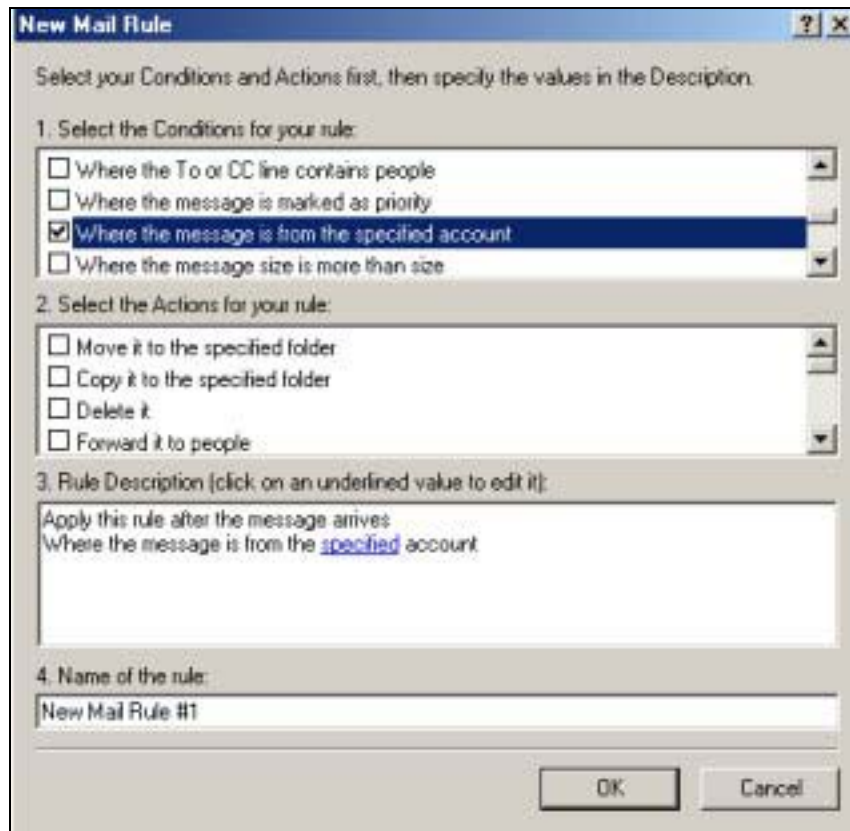 New Mail Rule
Select your Conditions and Actions first, then specify the values in the Description.
1. Select the Conditions for your rule:
Where the To or CC line contains people
Where the message is marked as priority
Where the message is from the specified account
Where the message size is more than size
2. Select the Actions for your rule:
Move it to the specified folder
Copy it to the specified folder
Delete it
Forward it to people
3. Rule Description (click on an underlined value to edit it):
Apply this rule after the message arrives
Where the message is from the specified account
4. Name of the rule:
New Mail Rule #1
OK Cancel